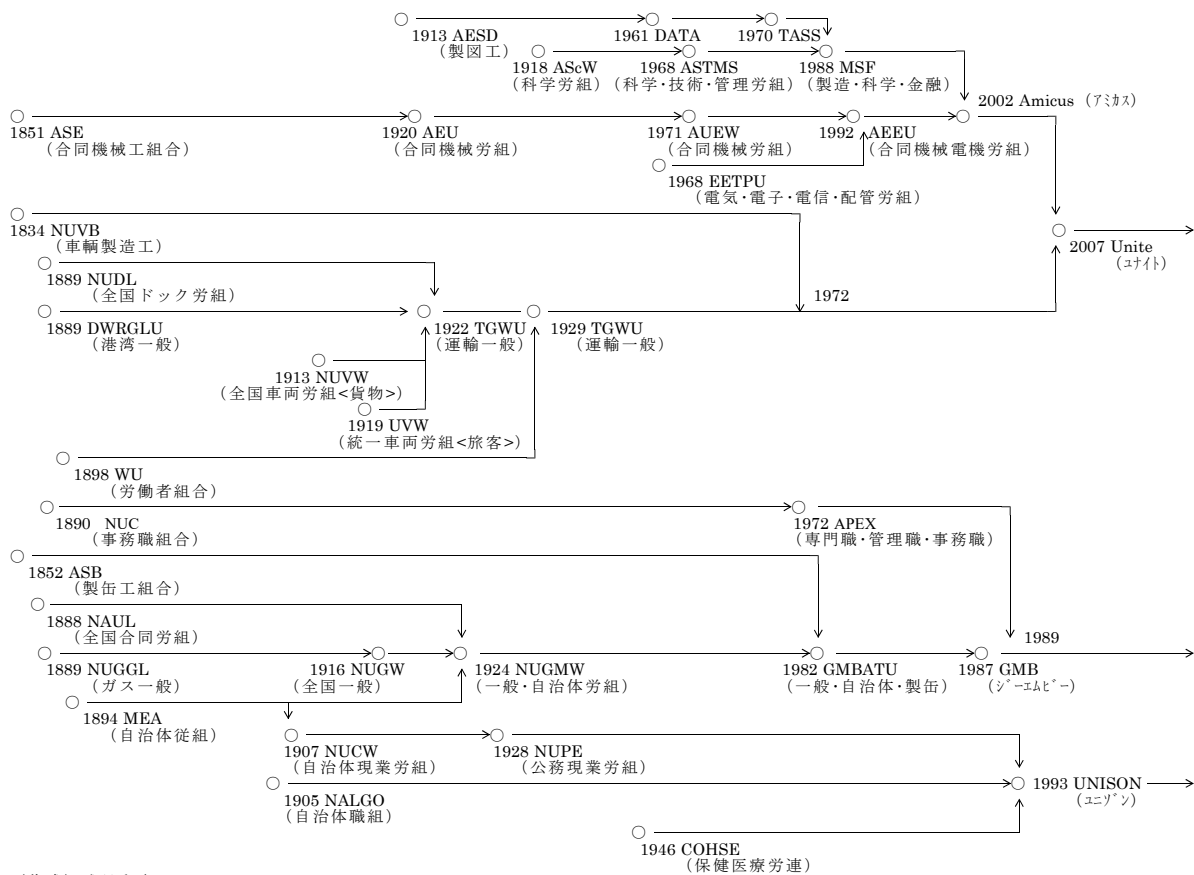 1913 AESD
(製図工)
1961 DATA
1970 TASS
1918 AScW
(科学労組)
1968 ASTMS
(科学・技術・管理労組)
1988 MSF
(製造・科学・金融)
2002 Amicus (ｱﾐｶｽ)
1851 ASE
(合同機械工組合)
1920 AEU
(合同機械労組)
1971 AUEW
(合同機械労組)
1992 AEEU
(合同機械電機労組)
1968 EETPU
(電気・電子・電信・配管労組)
1834 NUVB
(車輌製造工)
2007 Unite
(ﾕﾅｲﾄ)
1889 NUDL
(全国ドック労組)
1972
1889 DWRGLU
(港湾一般)
1922 TGWU
(運輸一般)
1929 TGWU
(運輸一般)
1913 NUVW
(全国車両労組<貨物>)
1919 UVW
(統一車両労組<旅客>)
1898 WU
(労働者組合)
1890 NUC
(事務職組合)
1972 APEX
(専門職・管理職・事務職)
1852 ASB
(製缶工組合)
1888 NAUL
(全国合同労組)
1989
1889 NUGGL
(ガス一般)
1916 NUGW
(全国一般)
1924 NUGMW
(一般・自治体労組)
1982 GMBATU
(一般・自治体・製缶)
1987 GMB
(ｼﾞｰｴﾑﾋﾞｰ)
1894 MEA
(自治体従組)
1907 NUCW
(自治体現業労組)
1928 NUPE
(公務現業労組)
1905 NALGO
(自治体職組)
1993 UNISON
(ﾕﾆｿﾞﾝ)
1946 COHSE
(保健医療労連)